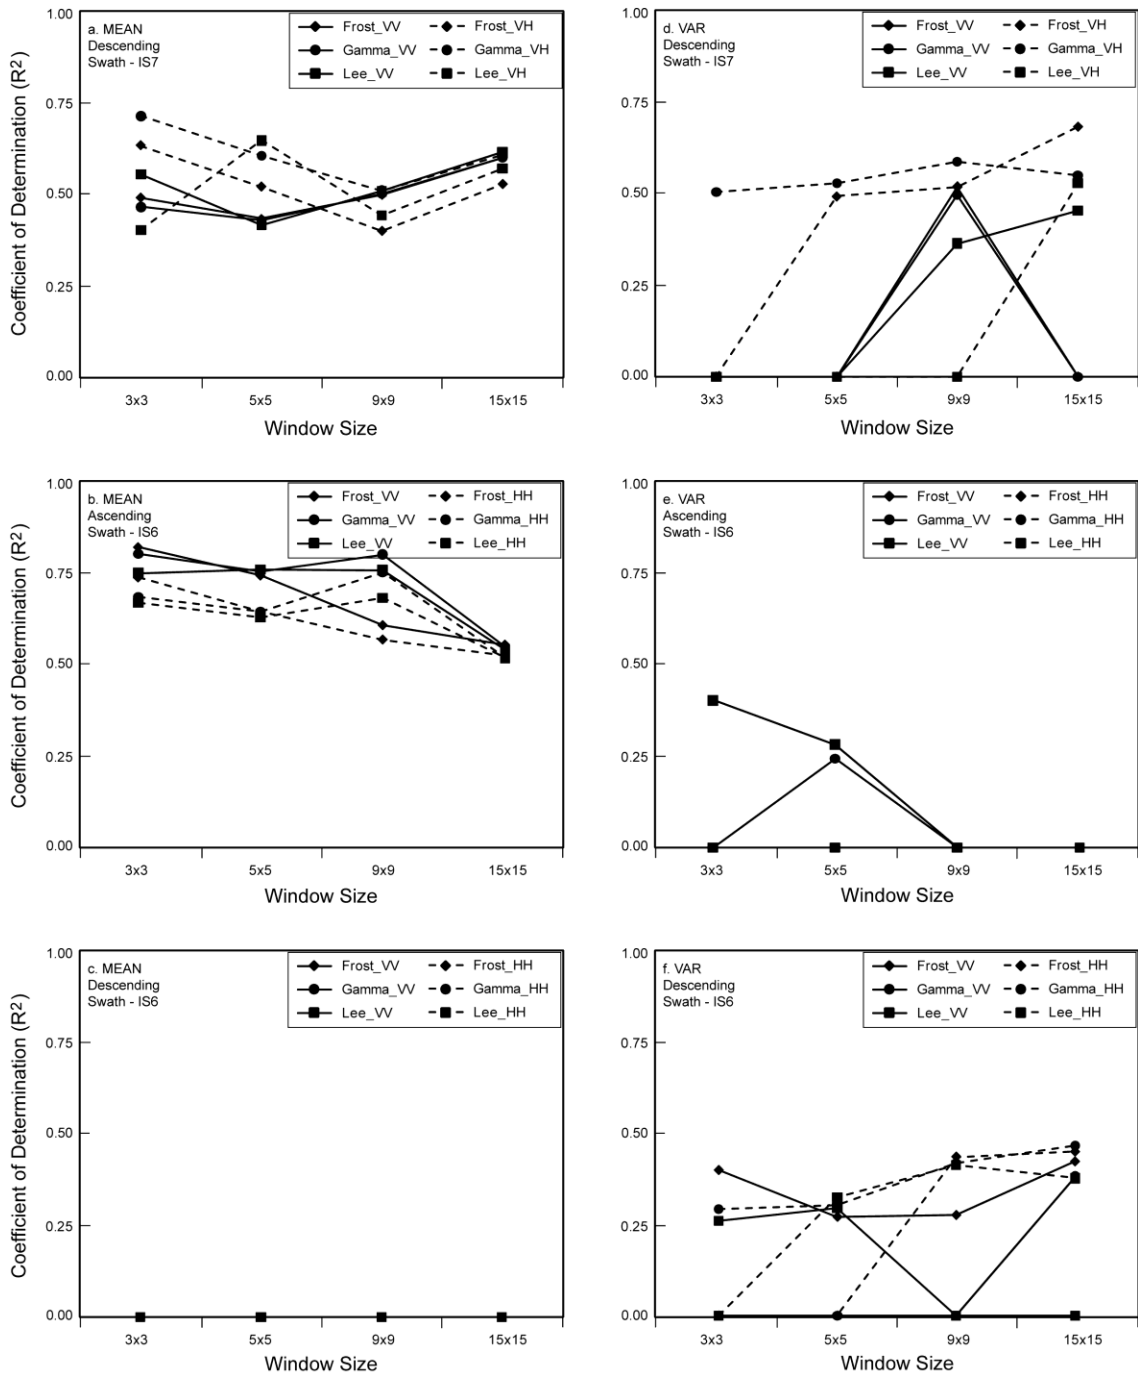 a. MEAN
Descending
Swath - IS7
Frost_VV Frost_VH
Gamma_VV Gamma_VH
Lee_VV Lee_VH
Coefficient of Determination (R²)
1.00
0.75
0.50
0.25
0.00
3x3 5x5 9x9 15x15
Window Size
d. VAR
Descending
Swath - IS7
Frost_VV Frost_VH
Gamma_VV Gamma_VH
Lee_VV Lee_VH
1.00
0.75
0.50
0.25
0.00
3x3 5x5 9x9 15x15
Window Size
b. MEAN
Ascending
Swath - IS6
Frost_VV Frost_HH
Gamma_VV Gamma_HH
Lee_VV Lee_HH
Coefficient of Determination (R²)
1.00
0.75
0.50
0.25
0.00
3x3 5x5 9x9 15x15
Window Size
e. VAR
Ascending
Swath - IS6
Frost_VV Frost_HH
Gamma_VV Gamma_HH
Lee_VV Lee_HH
1.00
0.75
0.50
0.25
0.00
3x3 5x5 9x9 15x15
Window Size
c. MEAN
Descending
Swath - IS6
Frost_VV Frost_HH
Gamma_VV Gamma_HH
Lee_VV Lee_HH
Coefficient of Determination (R²)
1.00
0.75
0.50
0.25
0.00
3x3 5x5 9x9 15x15
Window Size
f. VAR
Descending
Swath - IS6
Frost_VV Frost_HH
Gamma_VV Gamma_HH
Lee_VV Lee_HH
1.00
0.75
0.50
0.25
0.00
3x3 5x5 9x9 15x15
Window Size